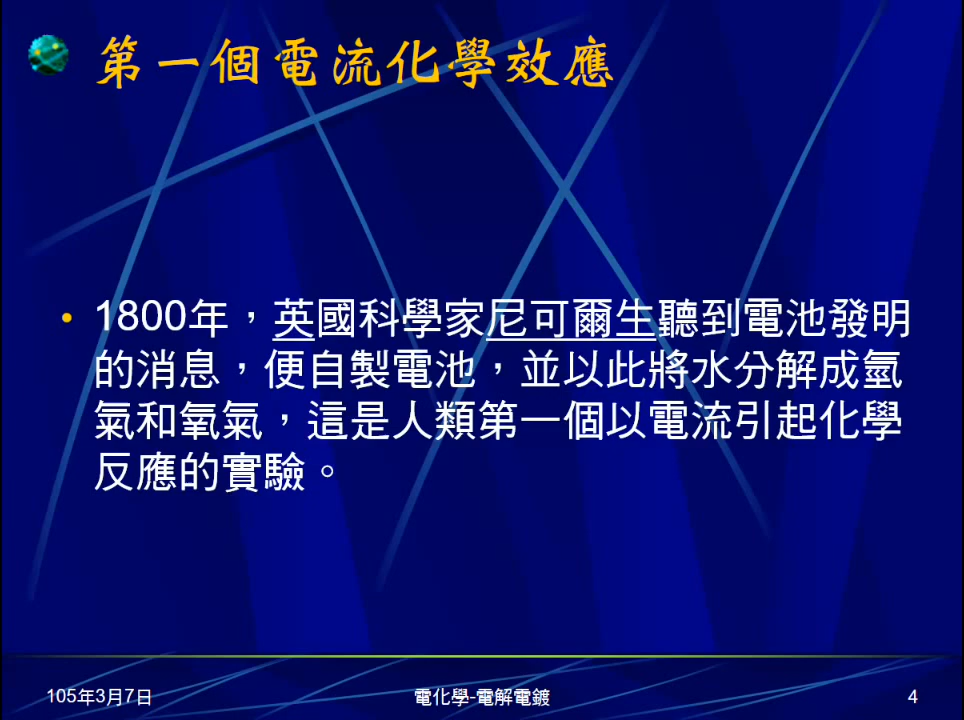 第一個電流化學效應
• 1800年，英國科學家尼可爾生聽到電池發明
的消息，便自製電池，並以此將水分解成氫
氣和氧氣，這是人類第一個以電流引起化學
反應的實驗。
105年3月7日
電化學-電解電鍍
4